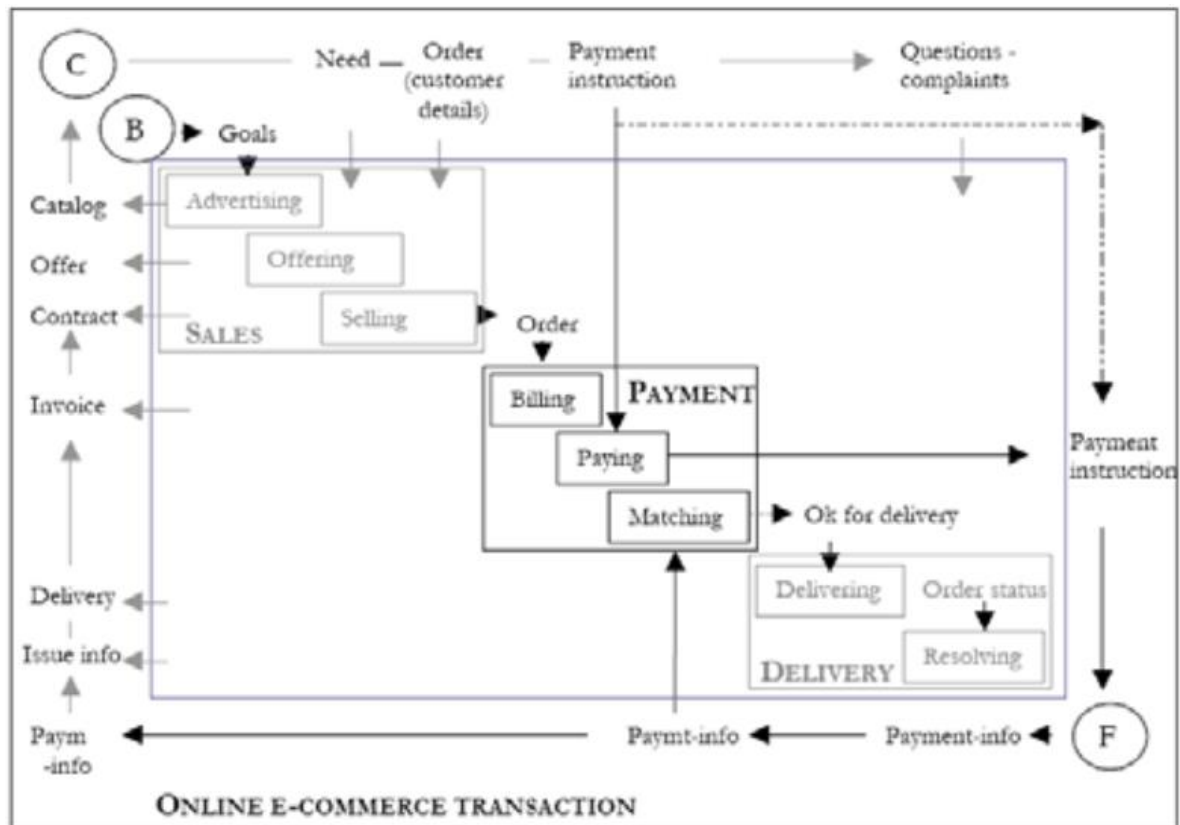 C
Need
Order
(customer
details)
Payment
instruction
Questions -
complaints
B
Goals
Catalog
Advertising
Offer
Offering
Contract
Selling
SALES
Order
Invoice
Billing
PAYMENT
Paying
Payment
instruction
Matching
Ok for delivery
Delivery
Delivering
Order status
Issue info
Resolving
DELIVERY
Paym
-info
Paymt-info
Payment-info
F
ONLINE E-COMMERCE TRANSACTION